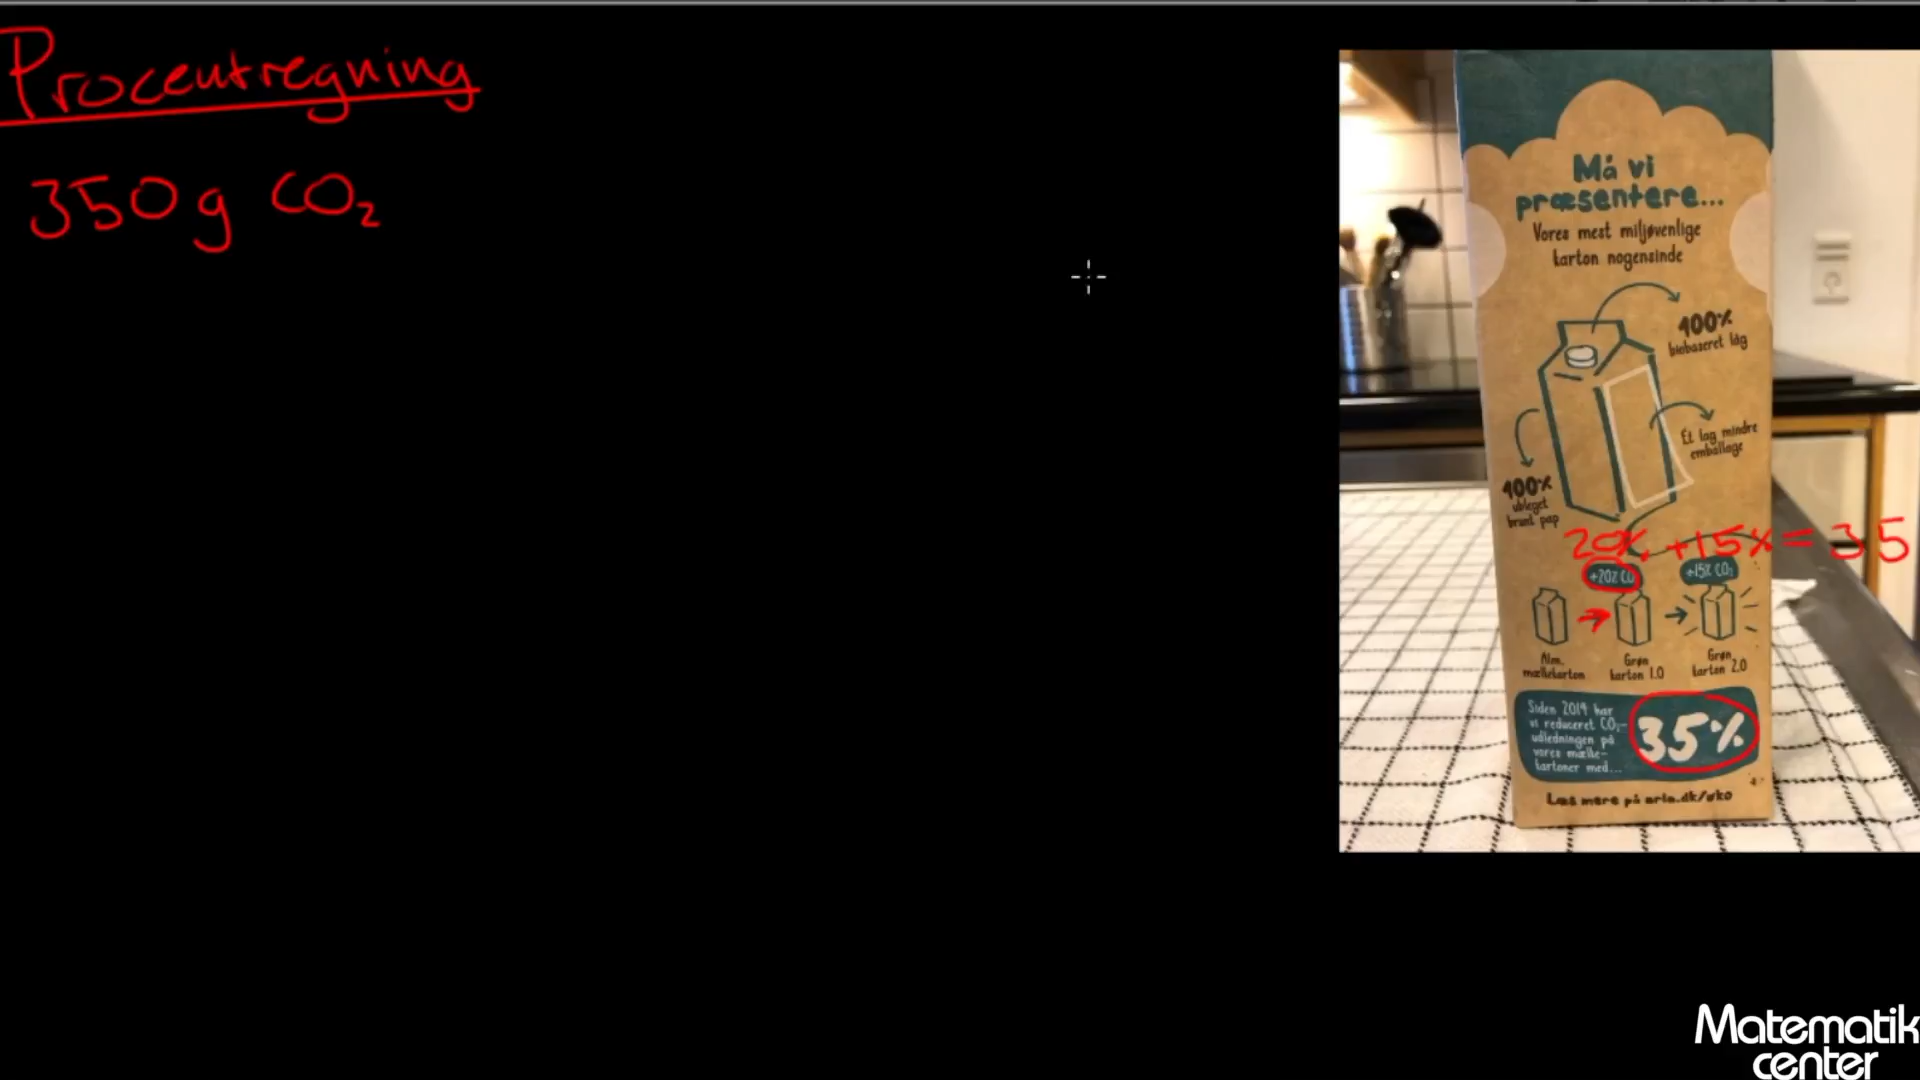 Procentregning
350 g CO₂
Må vi
præsentere...
Vores mest miljøvenlige
karton nogensinde
100%
biobaseret låg
Ét lag mindre
emballage
100%
ubleget
brunt pap
20% +15% = 35
÷20% CO
÷15% CO₂
Alm.
mælkekarton
Grøn
karton 1.0
Grøn
karton 2.0
Siden 2019 har
vi reduceret CO₂-
udledningen på
vores mælke-
kartoner med...
35%
Læs mere på arla.dk/øko
Matematik
center